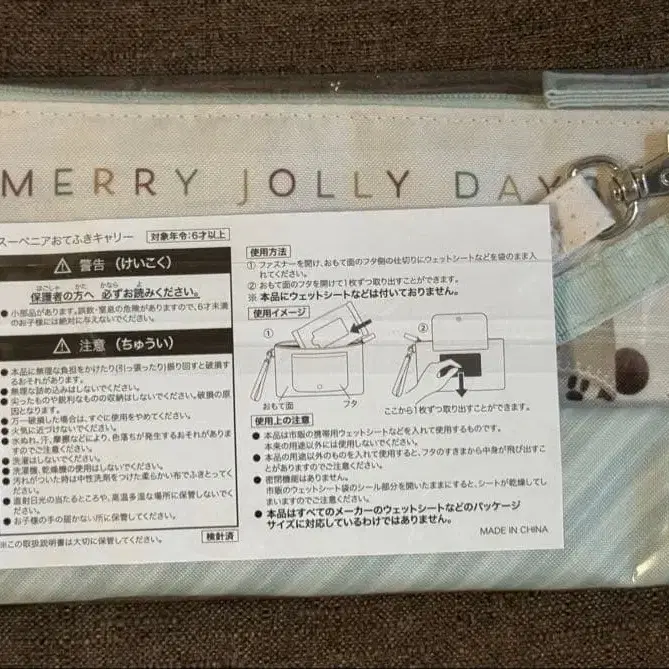 MERRY JOLLY DAYS
スーベニアおてふきキャリー 対象年令:6才以上
⚠ 警告(けいこく)
保護者の方へ 必ずお読みください。
● 小部品があります。誤飲・窒息の危険がありますので、6才未満
のお子様には絶対に与えないでください。
⚠ 注意(ちゅうい)
● 本品に無理な負担をかけたり(引っ張ったり)振り回すと破損す
るおそれがあります。
● 無理な詰め込みはしないでください。
● 尖ったものや鋭利なものの収納はしないでください。破損の原
因となります。
● 万一破損した場合は、すぐに使用をやめてください。
● 火気に近づけないでください。
● 水ぬれ、汗、摩擦などにより、色落ちが発生するおそれがありま
すのでご注意ください。
● 洗濯はしないでください。
● 洗濯機、乾燥機の使用はしないでください。
● 汚れがついた時は中性洗剤をつけた柔らかい布でふきとってく
ださい。
● 直射日光の当たるところや、高温多湿な場所に保管しないでく
ださい。
● お子様の手の届かない所に保管してください。
※この取扱説明書は大切に保管してください。 検針済
使用方法
① ファスナーを開け、おもて面のフタ側の仕切りにウェットシートなどを袋のまま入
れてください。
② おもて面のフタを開けて1枚ずつ取り出すことができます。
※ 本品にウェットシートなどは付いておりません。
使用イメージ
① ②
おもて面 フタ ここから1枚ずつ取り出すことができます。
使用上の注意
● 本品は市販の携帯用ウェットシートなどを入れて使用するものです。
本来の用途以外には使用しないでください。
● 本品の用途以外のものを入れて使用すると、フタのすきまから中身が飛び出すこ
とがありますのでご注意ください。
● 密閉機能はありません。
市販のウェットシート袋のシール部分を開いたままにすると、シートが乾燥してし
まいますのでご注意ください。
● 本品はすべてのメーカーのウェットシートなどのパッケージ
サイズに対応しているわけではありません。
MADE IN CHINA